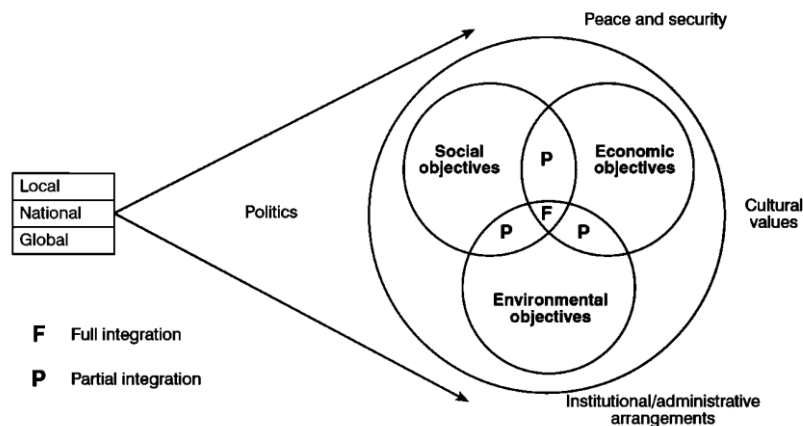 Peace and security
Social
objectives
P
Economic
objectives
Local
National
Global
Politics
Cultural
values
F
P
P
Environmental
objectives
F Full integration
P Partial integration
Institutional/administrative
arrangements